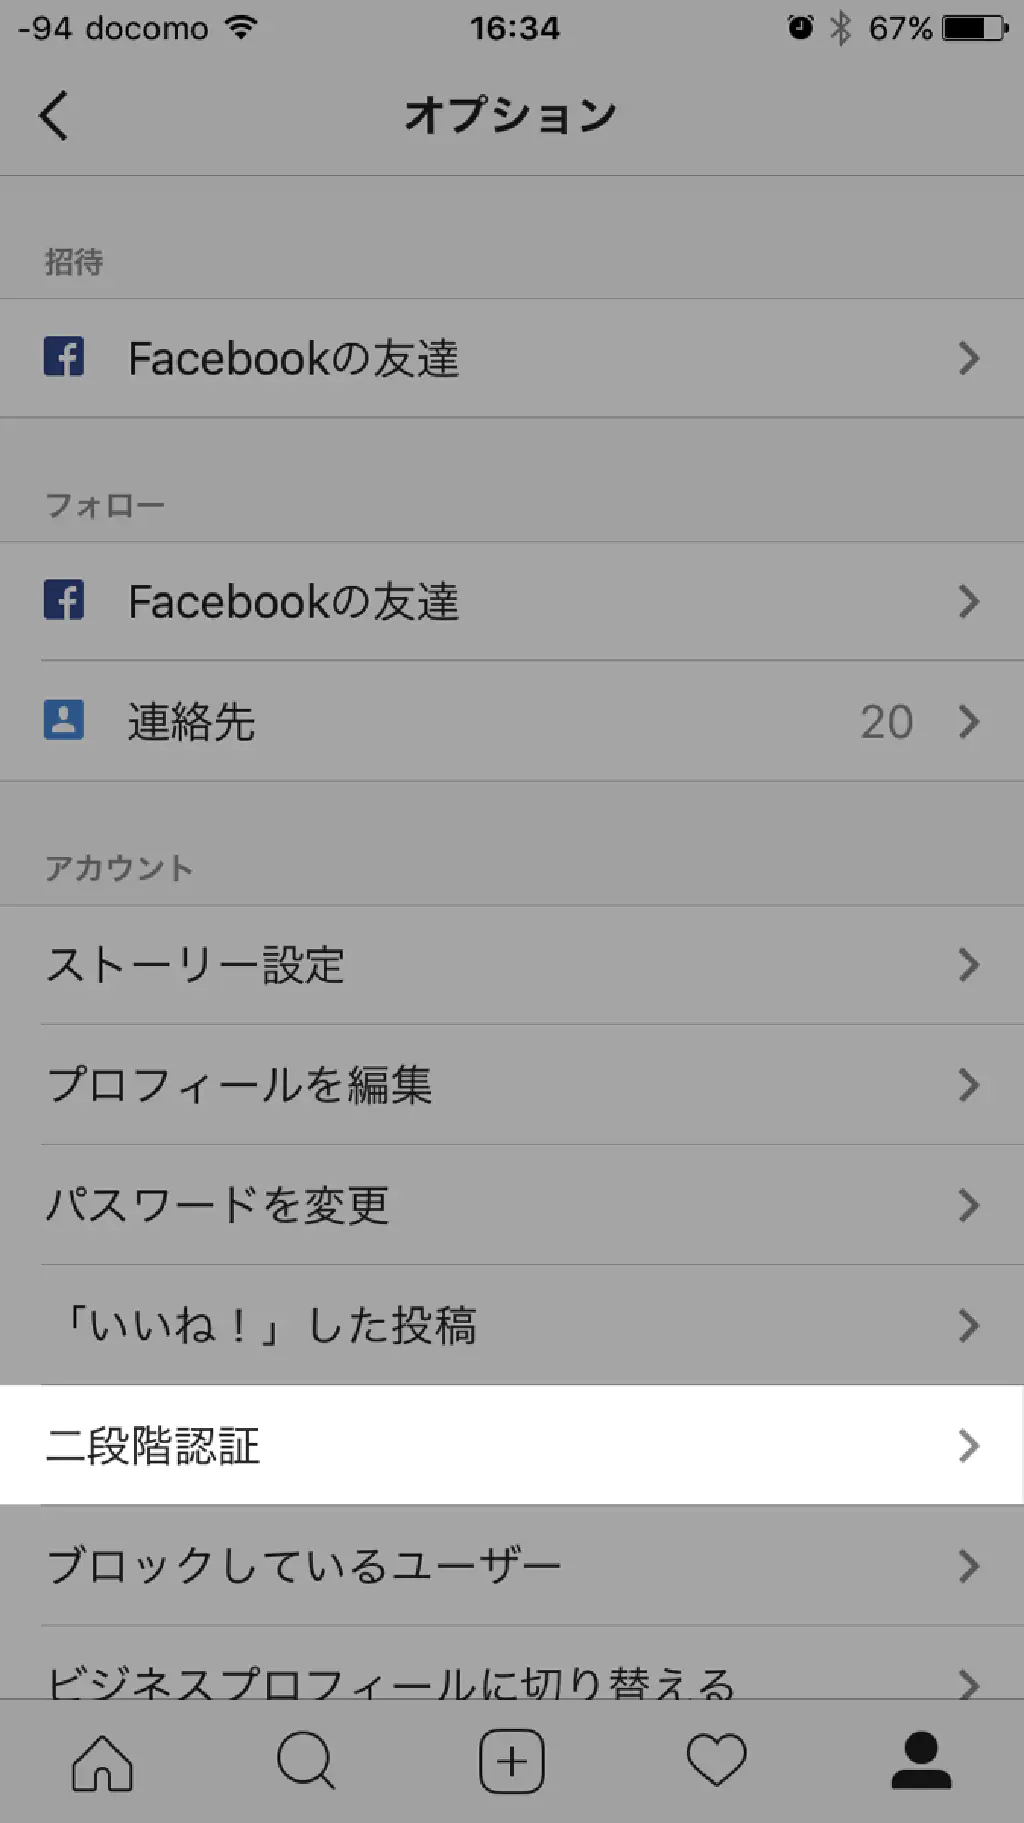 -94 docomo 16:34 67%
オプション
招待
Facebookの友達
フォロー
Facebookの友達
連絡先 20
アカウント
ストーリー設定
プロフィールを編集
パスワードを変更
「いいね！」した投稿
二段階認証
ブロックしているユーザー
ビジネスプロフィールに切り替える